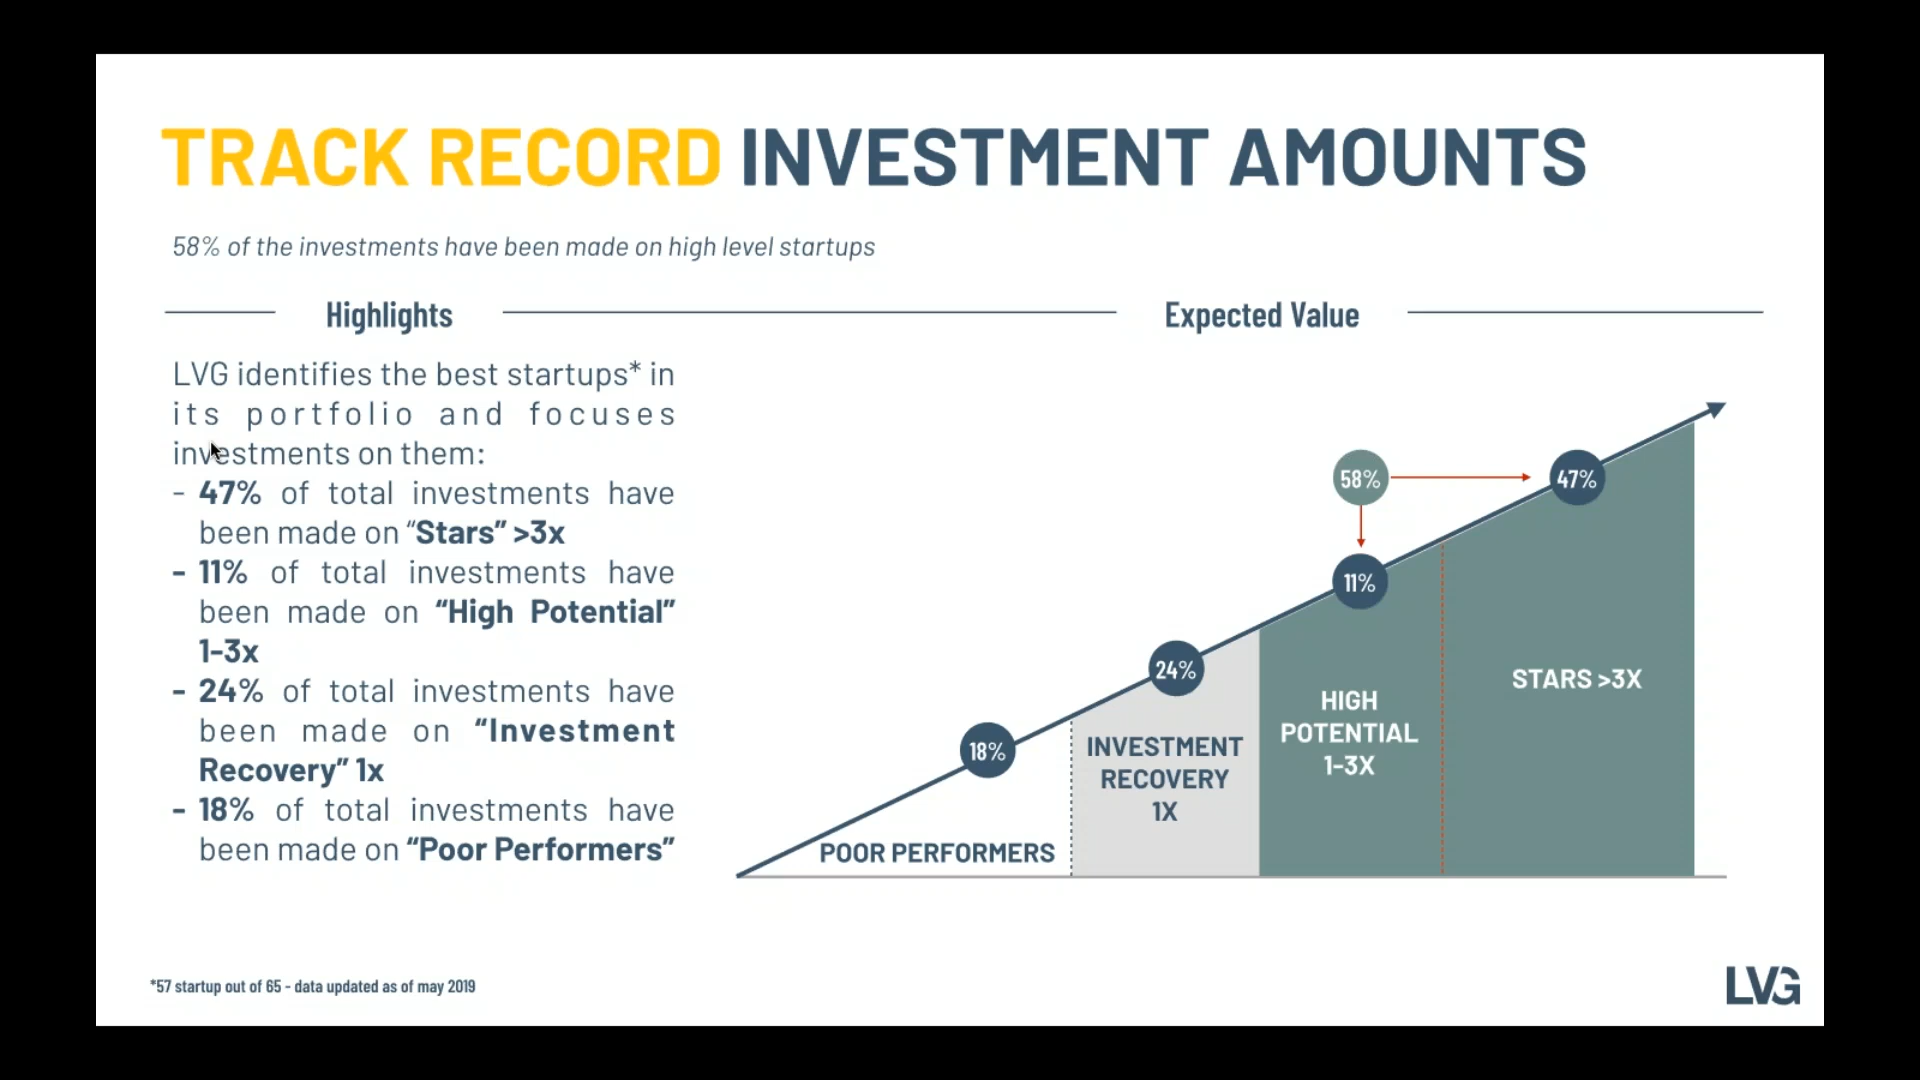 TRACK RECORD INVESTMENT AMOUNTS
58% of the investments have been made on high level startups
Highlights
LVG identifies the best startups* in
its portfolio and focuses
investments on them:
- 47% of total investments have
been made on “Stars” >3x
- 11% of total investments have
been made on “High Potential”
1-3x
- 24% of total investments have
been made on “Investment
Recovery” 1x
- 18% of total investments have
been made on “Poor Performers”
Expected Value
58%
47%
11%
24%
18%
STARS >3X
HIGH
POTENTIAL
1-3X
INVESTMENT
RECOVERY
1X
POOR PERFORMERS
*57 startup out of 65 - data updated as of may 2019
LVG